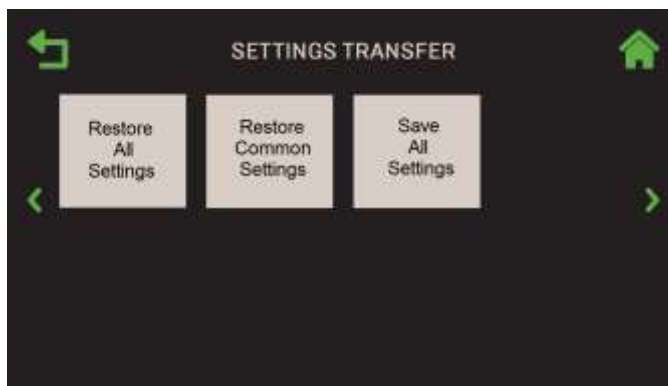 SETTINGS TRANSFER
Restore
All
Settings
Restore
Common
Settings
Save
All
Settings